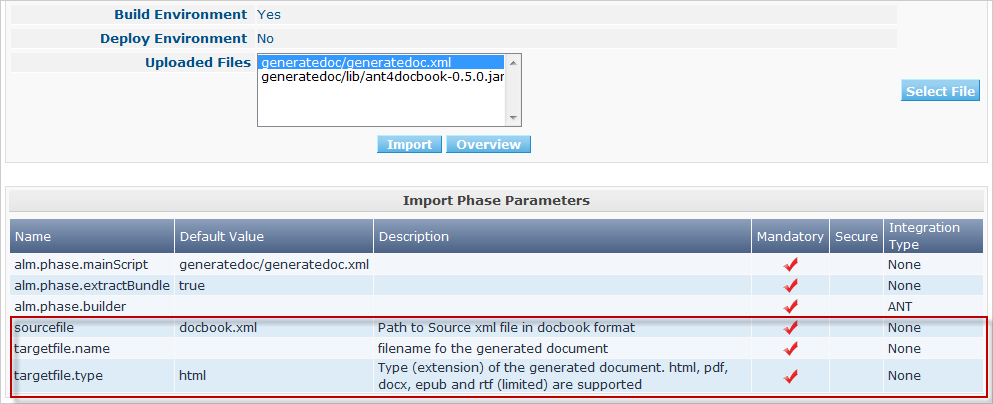 Build Environment Yes
Deploy Environment No
Uploaded Files generatedoc/generatedoc.xml
generatedoc/lib/ant4docbook-0.5.0.jar
Select File
Import Overview
Import Phase Parameters
Name Default Value Description Mandatory Secure Integration Type
alm.phase.mainScript generatedoc/generatedoc.xml None
alm.phase.extractBundle true None
alm.phase.builder ANT
sourcefile docbook.xml Path to Source xml file in docbook format None
targetfile.name filename fo the generated document None
targetfile.type html Type (extension) of the generated document. html, pdf, None
docx, epub and rtf (limited) are supported